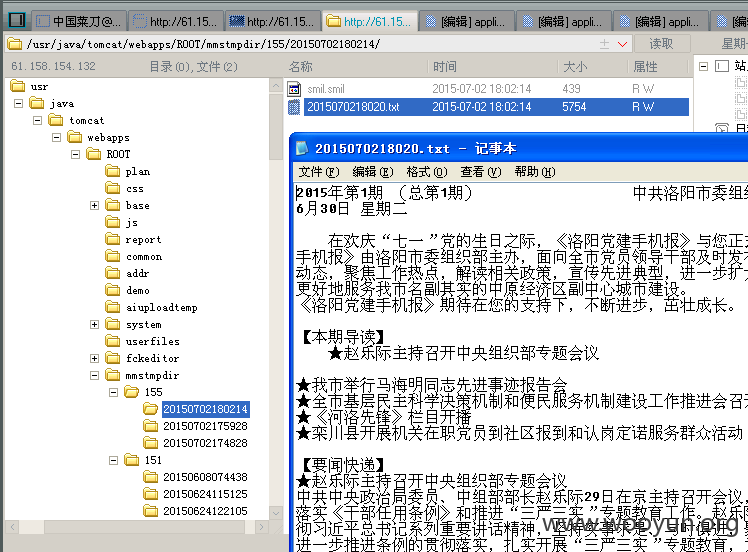 中国菜刀@...
http://61.15...
http://61.15...
http://61.15...
[编辑] appli...
[编辑] appli...
[编辑] appli...
[编辑]
/usr/java/tomcat/webapps/ROOT/mmstmpdir/155/20150702180214/
读取
星期一
61.158.154.132
目录(0),文件(2)
名称
时间
大小
属性
smil.smil
2015-07-02 18:02:14
439
R W
2015070218020.txt
2015-07-02 18:02:14
5754
R W
usr
java
tomcat
webapps
ROOT
plan
css
base
js
report
common
addr
demo
aiuploadtemp
system
userfiles
fckeditor
mmstmpdir
155
20150702180214
20150702175928
20150702174828
151
20150608074438
20150624115125
20150624122105
2015070218020.txt - 记事本
文件(F) 编辑(E) 格式(O) 查看(V) 帮助(H)
2015年第1期 (总第1期) 中共洛阳市委组织
6月30日 星期二
在欢庆“七一”党的生日之际,《洛阳党建手机报》与您正式
手机报》由洛阳市委组织部主办,面向全市党员领导干部及时发布
动态,聚焦工作热点,解读相关政策,宣传先进典型,进一步扩大
更好地服务我市名副其实的中原经济区副中心城市建设。
《洛阳党建手机报》期待在您的支持下,不断进步,茁壮成长。
【本期导读】
★赵乐际主持召开中央组织部专题会议
★我市举行马海明同志先进事迹报告会
★全市基层民主科学决策机制和便民服务机制建设工作推进会召开
★《河洛先锋》栏目开播
★栾川县开展机关在职党员到社区报到和认岗定诺服务群众活动
【要闻快递】
★赵乐际主持召开中央组织部专题会议
中共中央政治局委员、中组部部长赵乐际29日在京主持召开会议,
落实《干部任用条例》和推进“三严三实”专题教育工作。赵乐际
彻习近平总书记系列重要讲话精神,坚持从事
进一步推进条例的贯彻落实,扎实开展“三严三实”专题教育,
www.wooyun.org